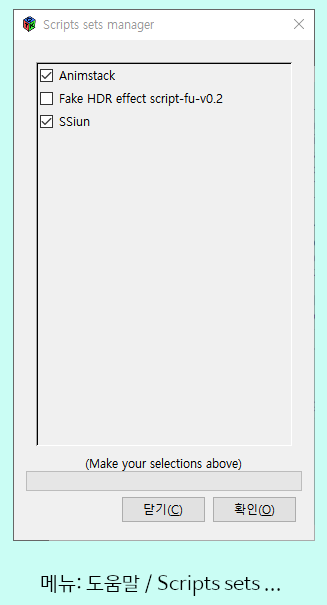 Scripts sets manager
Animstack
Fake HDR effect script-fu-v0.2
SSiun
(Make your selections above)
닫기(C)
확인(O)
메뉴: 도움말 / Scripts sets ...